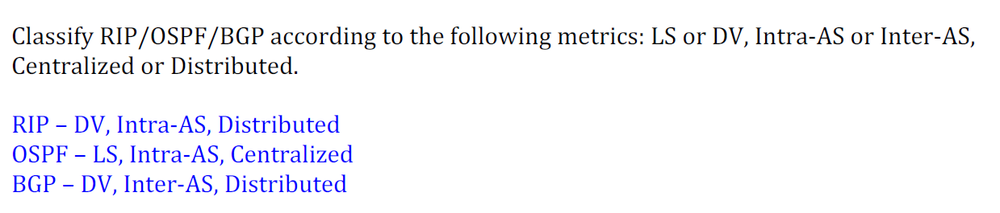 Classify RIP/OSPF/BGP according to the following metrics: LS or DV, Intra-AS or Inter-AS,
Centralized or Distributed.
RIP – DV, Intra-AS, Distributed
OSPF – LS, Intra-AS, Centralized
BGP – DV, Inter-AS, Distributed